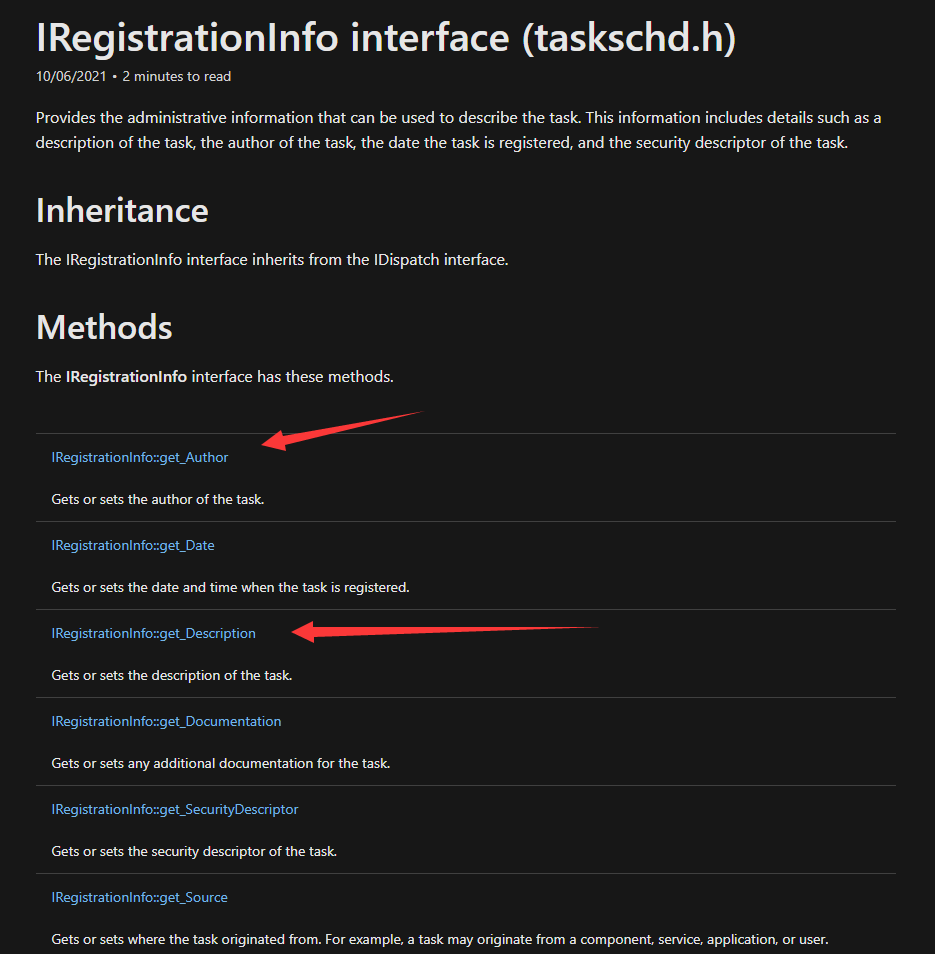 IRegistrationInfo interface (taskschd.h)
10/06/2021 • 2 minutes to read
Provides the administrative information that can be used to describe the task. This information includes details such as a
description of the task, the author of the task, the date the task is registered, and the security descriptor of the task.
Inheritance
The IRegistrationInfo interface inherits from the IDispatch interface.
Methods
The IRegistrationInfo interface has these methods.
IRegistrationInfo::get_Author
Gets or sets the author of the task.
IRegistrationInfo::get_Date
Gets or sets the date and time when the task is registered.
IRegistrationInfo::get_Description
Gets or sets the description of the task.
IRegistrationInfo::get_Documentation
Gets or sets any additional documentation for the task.
IRegistrationInfo::get_SecurityDescriptor
Gets or sets the security descriptor of the task.
IRegistrationInfo::get_Source
Gets or sets where the task originated from. For example, a task may originate from a component, service, application, or user.